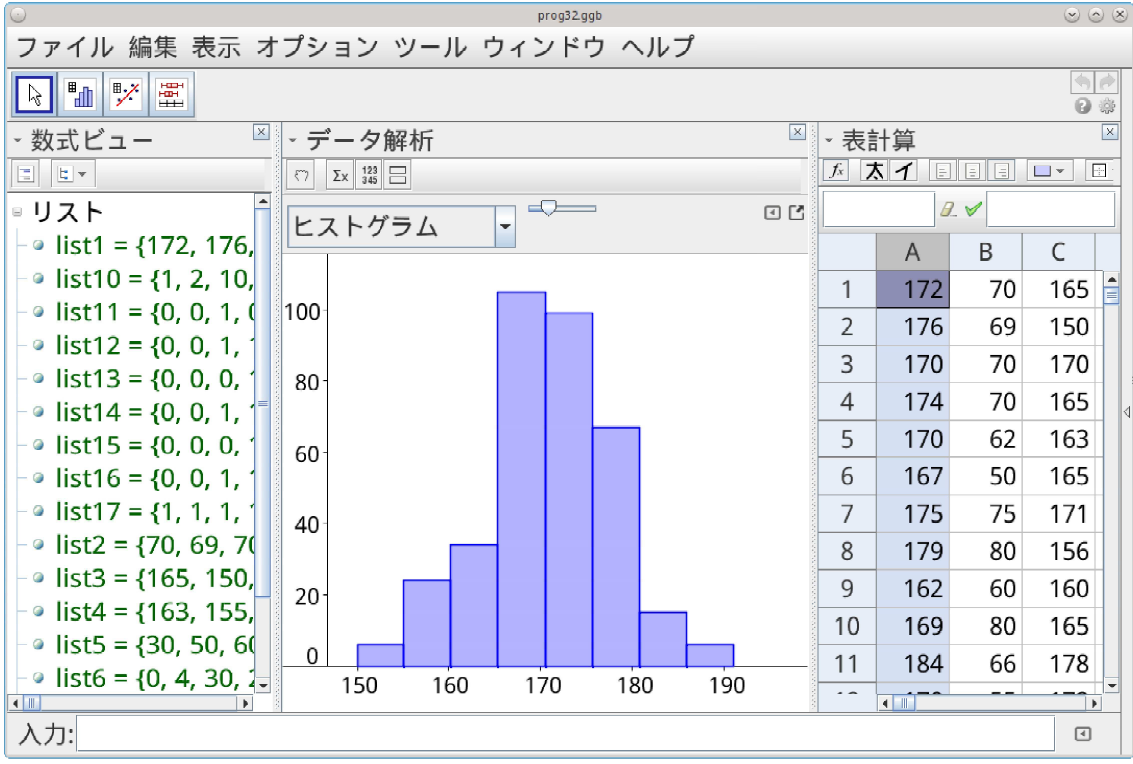 prog32.ggb
ファイル 編集 表示 オプション ツール ウィンドウ ヘルプ
数式ビュー
リスト
list1 = {172, 176,
list10 = {1, 2, 10,
list11 = {0, 0, 1, 0
list12 = {0, 0, 1,
list13 = {0, 0, 0,
list14 = {0, 0, 1,
list15 = {0, 0, 0,
list16 = {0, 0, 1,
list17 = {1, 1, 1,
list2 = {70, 69, 70
list3 = {165, 150,
list4 = {163, 155,
list5 = {30, 50, 60
list6 = {0, 4, 30,
データ解析
Σx 123 345
ヒストグラム
100
80
60
40
20
0
150 160 170 180 190
表計算
fx 太 イ
A B C
1 172 70 165
2 176 69 150
3 170 70 170
4 174 70 165
5 170 62 163
6 167 50 165
7 175 75 171
8 179 80 156
9 162 60 160
10 169 80 165
11 184 66 178
入力: